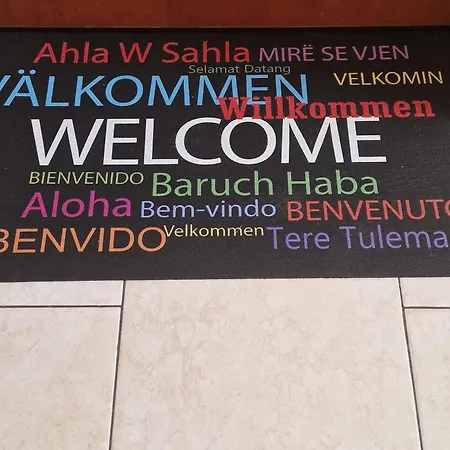 Ahla W Sahla MIRË SE VJEN
Selamat Datang
VÄLKOMMEN VELKOMIN
Willkommen
WELCOME
BIENVENIDO Baruch Haba
Aloha Bem-vindo BENVENUTO
BENVIDO Velkommen Tere Tulema